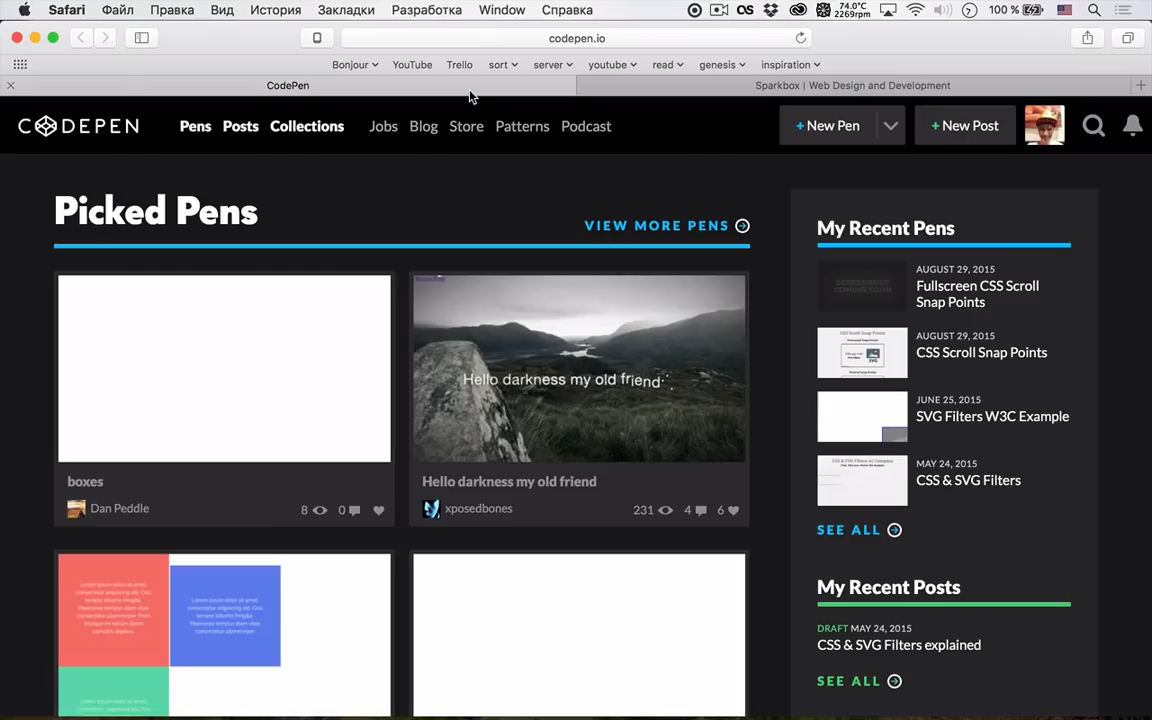 Safari Файл Правка Вид История Закладки Разработка Window Справка
74.0°C
2269rpm
100 %
codepen.io
Bonjour YouTube Trello sort server youtube read genesis inspiration
CodePen
Sparkbox | Web Design and Development
CODEPEN
Pens Posts Collections Jobs Blog Store Patterns Podcast
+ New Pen
+ New Post
Picked Pens
VIEW MORE PENS
boxes
Dan Peddle
8 0
Hello darkness my old friend
Hello darkness my old friend
xposedbones
231 4 6
My Recent Pens
SCREENSHOT
COMING SOON
AUGUST 29, 2015
Fullscreen CSS Scroll
Snap Points
AUGUST 29, 2015
CSS Scroll Snap Points
JUNE 25, 2015
SVG Filters W3C Example
MAY 24, 2015
CSS & SVG Filters
SEE ALL
My Recent Posts
DRAFT MAY 24, 2015
CSS & SVG Filters explained
SEE ALL